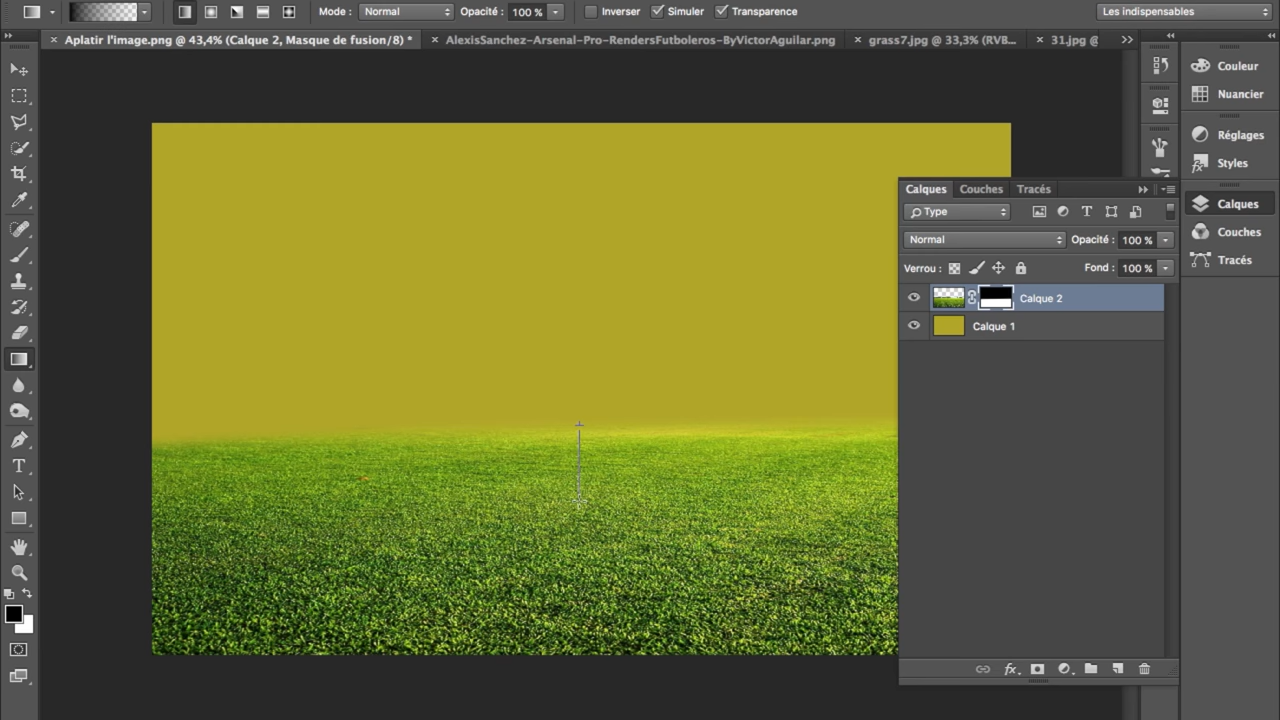 Mode : Normal Opacité : 100 % Inverser Simuler Transparence Les indispensables
Aplatir l'image.png @ 43,4% (Calque 2, Masque de fusion/8) * AlexisSanchez-Arsenal-Pro-RendersFutboleros-ByVictorAguilar.png grass7.jpg @ 33,3% (RVB... 31.jpg @
Couleur
Nuancier
Réglages
Styles
Calques
Couches
Tracés
Calques Couches Tracés
Type
Normal Opacité : 100 %
Verrou : Fond : 100 %
Calque 2
Calque 1